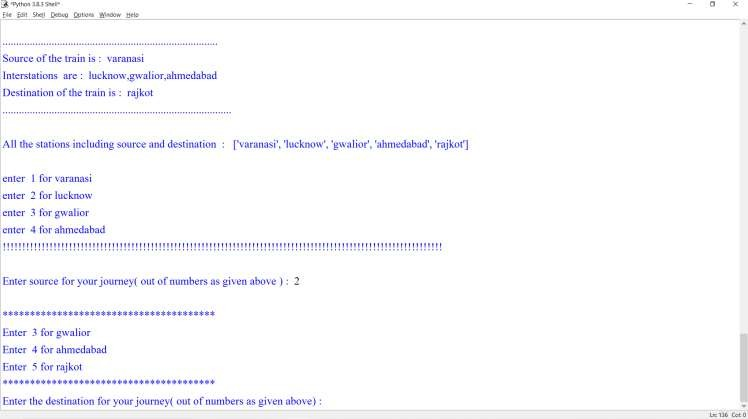 *Python 3.8.3 Shell*
File Edit Shell Debug Options Window Help
................................................................................
Source of the train is :  varanasi
Interstations  are :  lucknow,gwalior,ahmedabad
Destination of the train is :  rajkot
.....................................................................................
All the stations including source and destination  :   ['varanasi', 'lucknow', 'gwalior', 'ahmedabad', 'rajkot']
enter  1 for varanasi
enter  2 for lucknow
enter  3 for gwalior
enter  4 for ahmedabad
!!!!!!!!!!!!!!!!!!!!!!!!!!!!!!!!!!!!!!!!!!!!!!!!!!!!!!!!!!!!!!!!!!!!!!!!!!!!!!!!!!!!!!!!!!!!!!!!!!!!!!!!!!!!!!!!!!
Enter source for your journey( out of numbers as given above ) :  2
***************************************
Enter  3 for gwalior
Enter  4 for ahmedabad
Enter  5 for rajkot
***************************************
Enter the destination for your journey( out of numbers as given above) :
Ln: 136  Col: 0